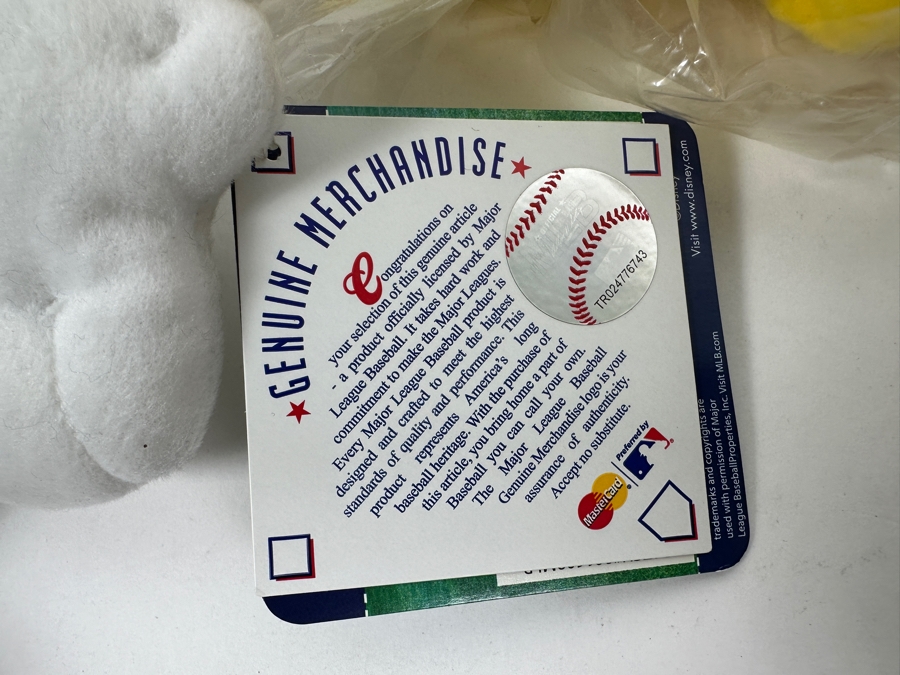 GENUINE MERCHANDISE
Congratulations on
your selection of this genuine article
- a product officially licensed by Major
League Baseball. It takes hard work and
commitment to make the Major Leagues.
Every Major League Baseball product is
designed and crafted to meet the highest
standards of quality and performance. This
product represents America's long
baseball heritage. With the purchase of
this article, you bring home a part of
Baseball you can call your own.
The Major League Baseball
Genuine Merchandise logo is your
assurance of authenticity.
Accept no substitute.
TR024776743
Preferred by
MasterCard
©Disney
Visit www.disney.com
trademarks and copyrights are
used with permission of Major
League BaseballProperties, Inc. Visit MLB.com